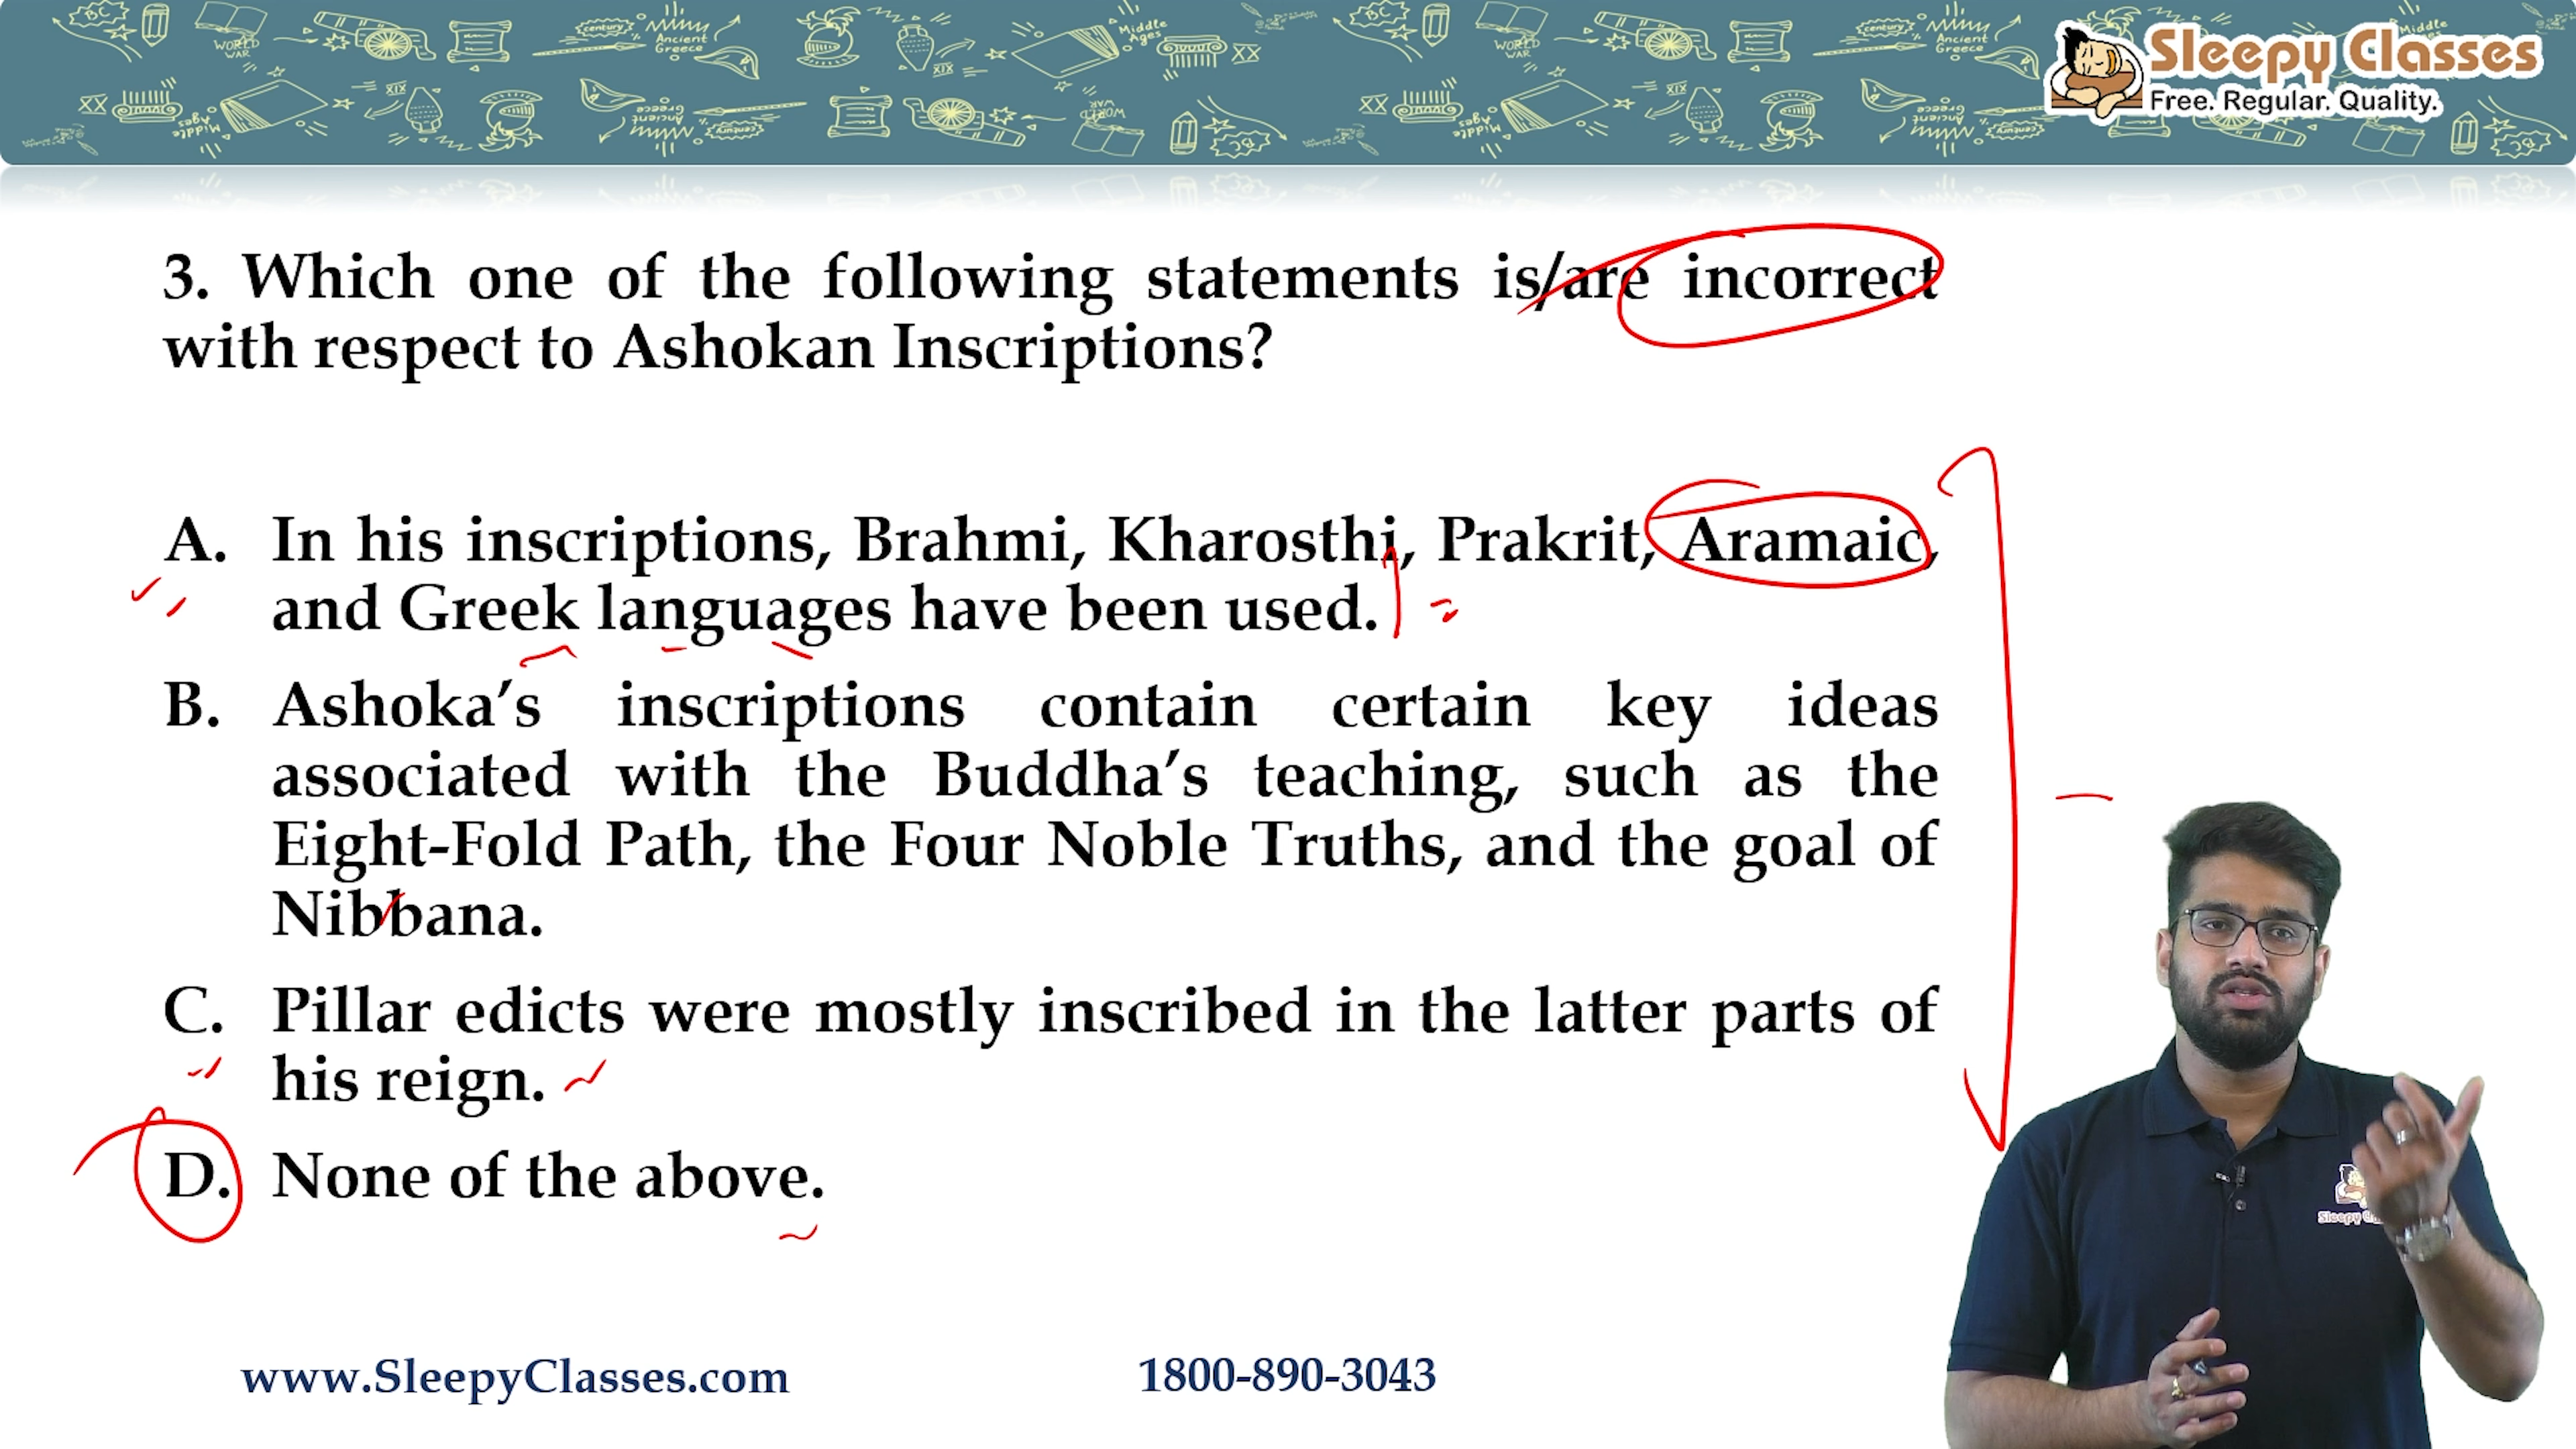 Sleepy Classes
Free. Regular. Quality.
3. Which one of the following statements is/are incorrect
with respect to Ashokan Inscriptions?
A. In his inscriptions, Brahmi, Kharosthi, Prakrit, Aramaic,
and Greek languages have been used.
B. Ashoka's inscriptions contain certain key ideas
associated with the Buddha's teaching, such as the
Eight-Fold Path, the Four Noble Truths, and the goal of
Nibbana.
C. Pillar edicts were mostly inscribed in the latter parts of
his reign.
D. None of the above.
www.SleepyClasses.com
1800-890-3043